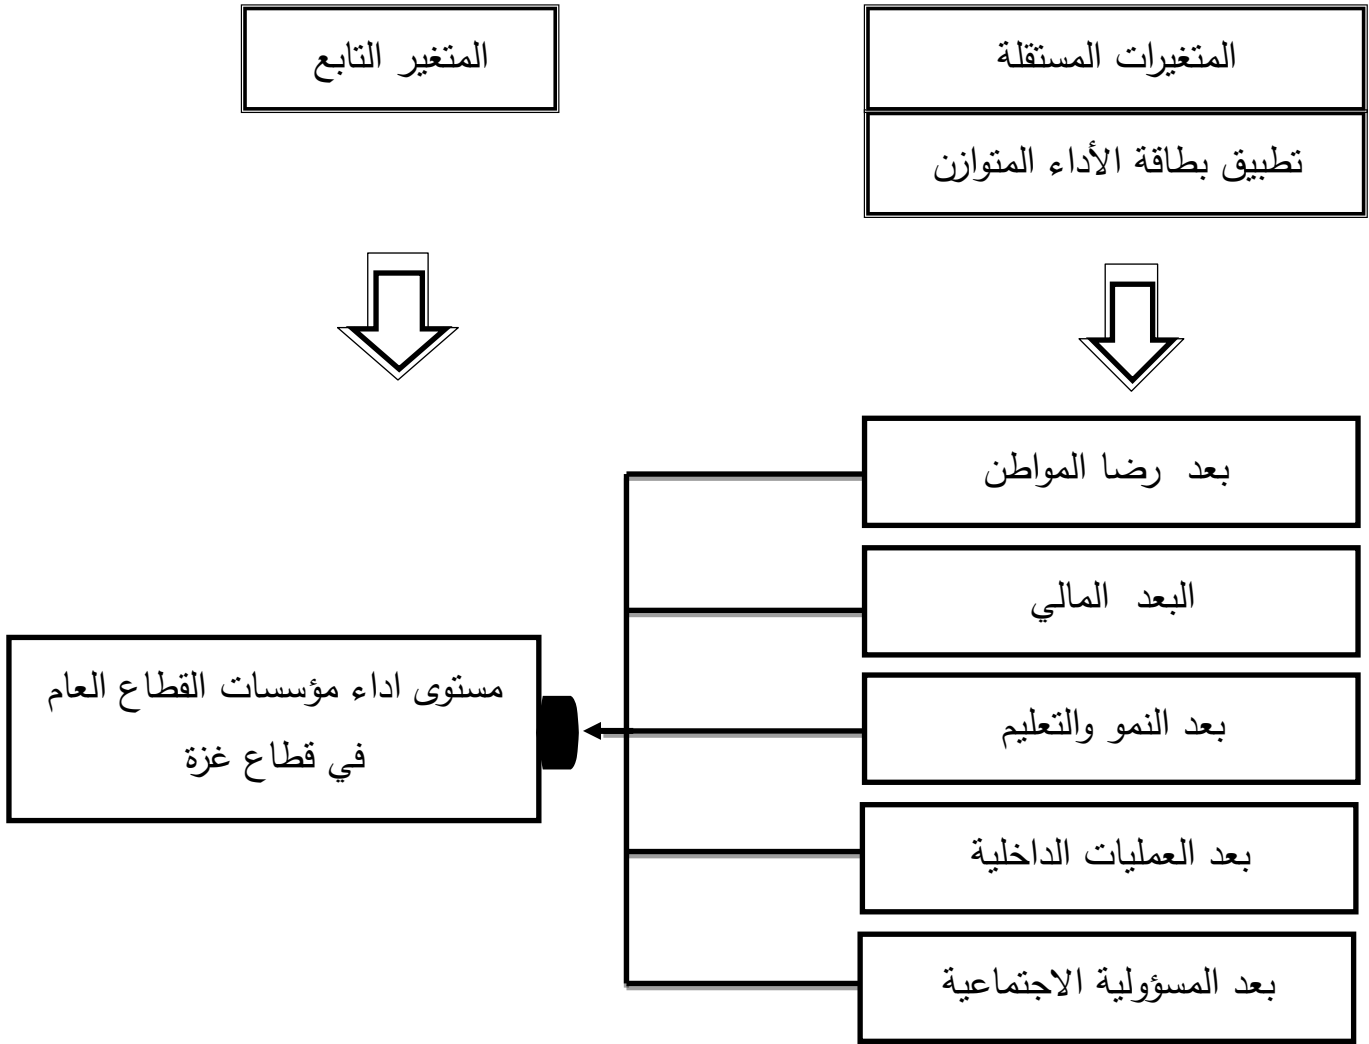 المتغيرات المستقلة
المتغير التابع
تطبيق بطاقة الأداء المتوازن
بعد رضا المواطن
البعد المالي
بعد النمو والتعليم
بعد العمليات الداخلية
بعد المسؤولية الاجتماعية
مستوى اداء مؤسسات القطاع العام
في قطاع غزة